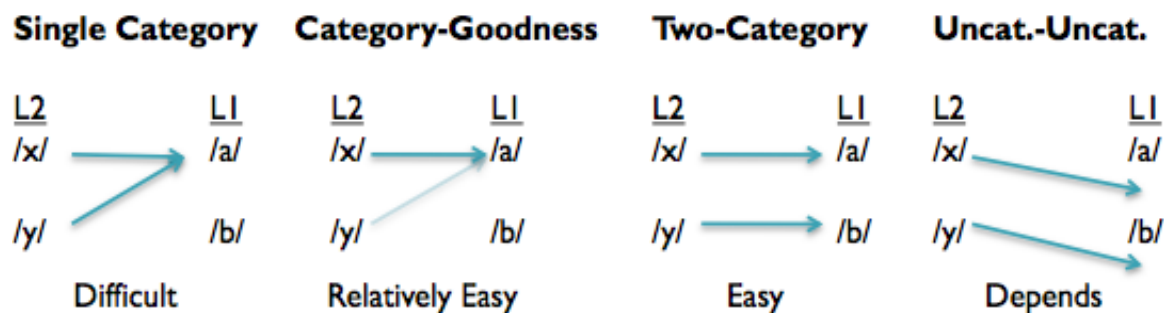 Single Category Category-Goodness Two-Category Uncat.-Uncat.
L2 L1 L2 L1 L2 L1 L2 L1
/x/ /a/ /x/ /a/ /x/ /a/ /x/ /a/
/y/ /b/ /y/ /b/ /y/ /b/ /y/ /b/
Difficult Relatively Easy Easy Depends